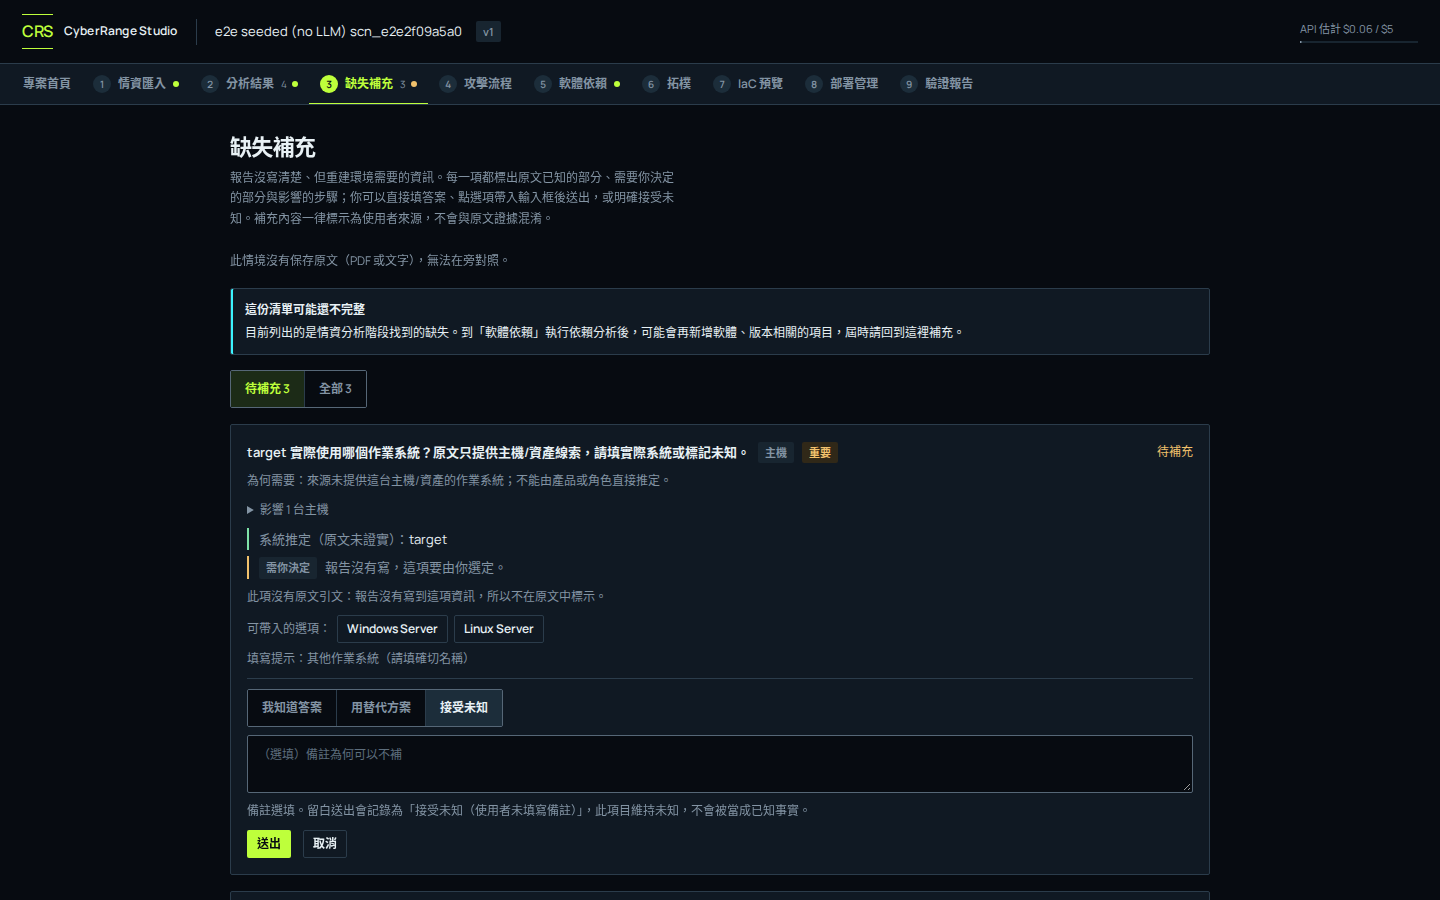 CRS CyberRange Studio e2e seeded (no LLM) scn_e2e2f09a5a0 v1 API 估計 $0.06 / $5
專案首頁 1 情資匯入 2 分析結果 4 3 缺失補充 3 4 攻擊流程 5 軟體依賴 6 拓樸 7 IaC 預覽 8 部署管理 9 驗證報告
缺失補充
報告沒寫清楚、但重建環境需要的資訊。每一項都標出原文已知的部分、需要你決定
的部分與影響的步驟；你可以直接填答案、點選項帶入輸入框後送出，或明確接受未
知。補充內容一律標示為使用者來源，不會與原文證據混淆。
此情境沒有保存原文（PDF 或文字），無法在旁對照。
這份清單可能還不完整
目前列出的是情資分析階段找到的缺失。到「軟體依賴」執行依賴分析後，可能會再新增軟體、版本相關的項目，屆時請回到這裡補充。
待補充 3 全部 3
target 實際使用哪個作業系統？原文只提供主機/資產線索，請填實際系統或標記未知。 主機 重要 待補充
為何需要：來源未提供這台主機/資產的作業系統；不能由產品或角色直接推定。
▶ 影響 1 台主機
系統推定（原文未證實）：target
需你決定 報告沒有寫，這項要由你選定。
此項沒有原文引文：報告沒有寫到這項資訊，所以不在原文中標示。
可帶入的選項： Windows Server Linux Server
填寫提示：其他作業系統（請填確切名稱）
我知道答案 用替代方案 接受未知
（選填）備註為何可以不補
備註選填。留白送出會記錄為「接受未知（使用者未填寫備註）」，此項目維持未知，不會被當成已知事實。
送出 取消